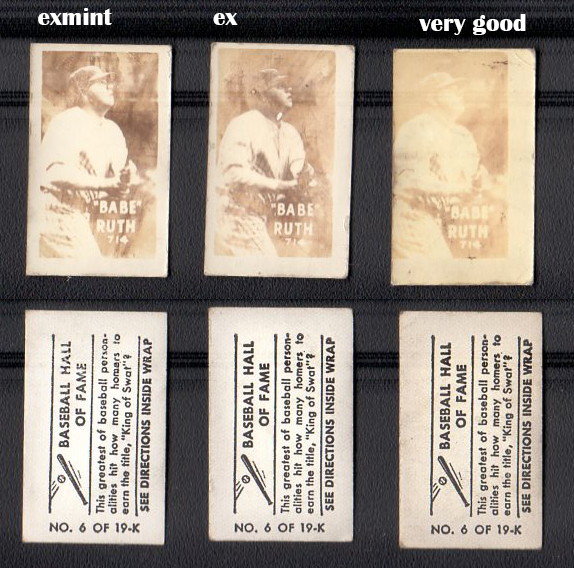 exmint
ex
very good
"BABE"
RUTH
714
"BABE"
RUTH
714
"BABE"
RUTH
714
BASEBALL HALL
OF FAME
This greatest of baseball person-
alities hit how many homers to
earn the title, "King of Swat"?
SEE DIRECTIONS INSIDE WRAP
NO. 6 OF 19-K
BASEBALL HALL
OF FAME
This greatest of baseball person-
alities hit how many homers to
earn the title, "King of Swat"?
SEE DIRECTIONS INSIDE WRAP
NO. 6 OF 19-K
BASEBALL HALL
OF FAME
This greatest of baseball person-
alities hit how many homers to
earn the title, "King of Swat"?
SEE DIRECTIONS INSIDE WRAP
NO. 6 OF 19-K